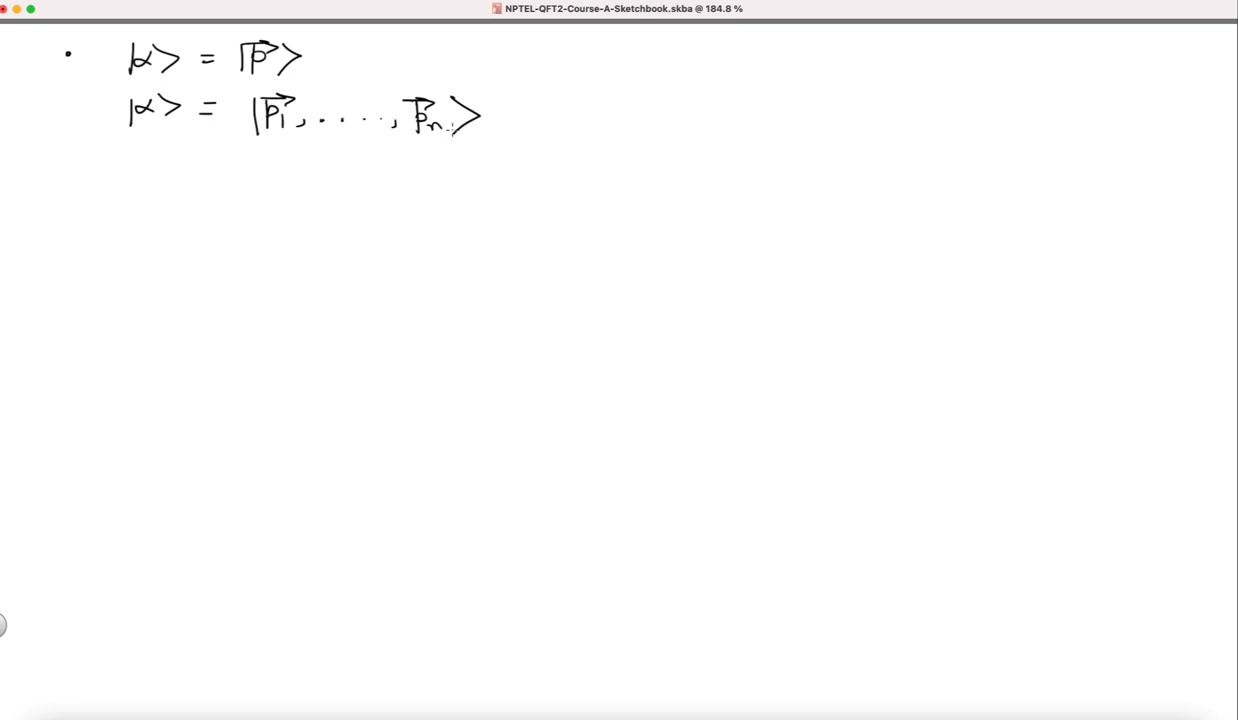 NPTEL-QFT2-Course-A-Sketchbook.skba @ 184.8 %
• |α> = |p⃗>
|α> = |p⃗₁, ....., p⃗ₙ>